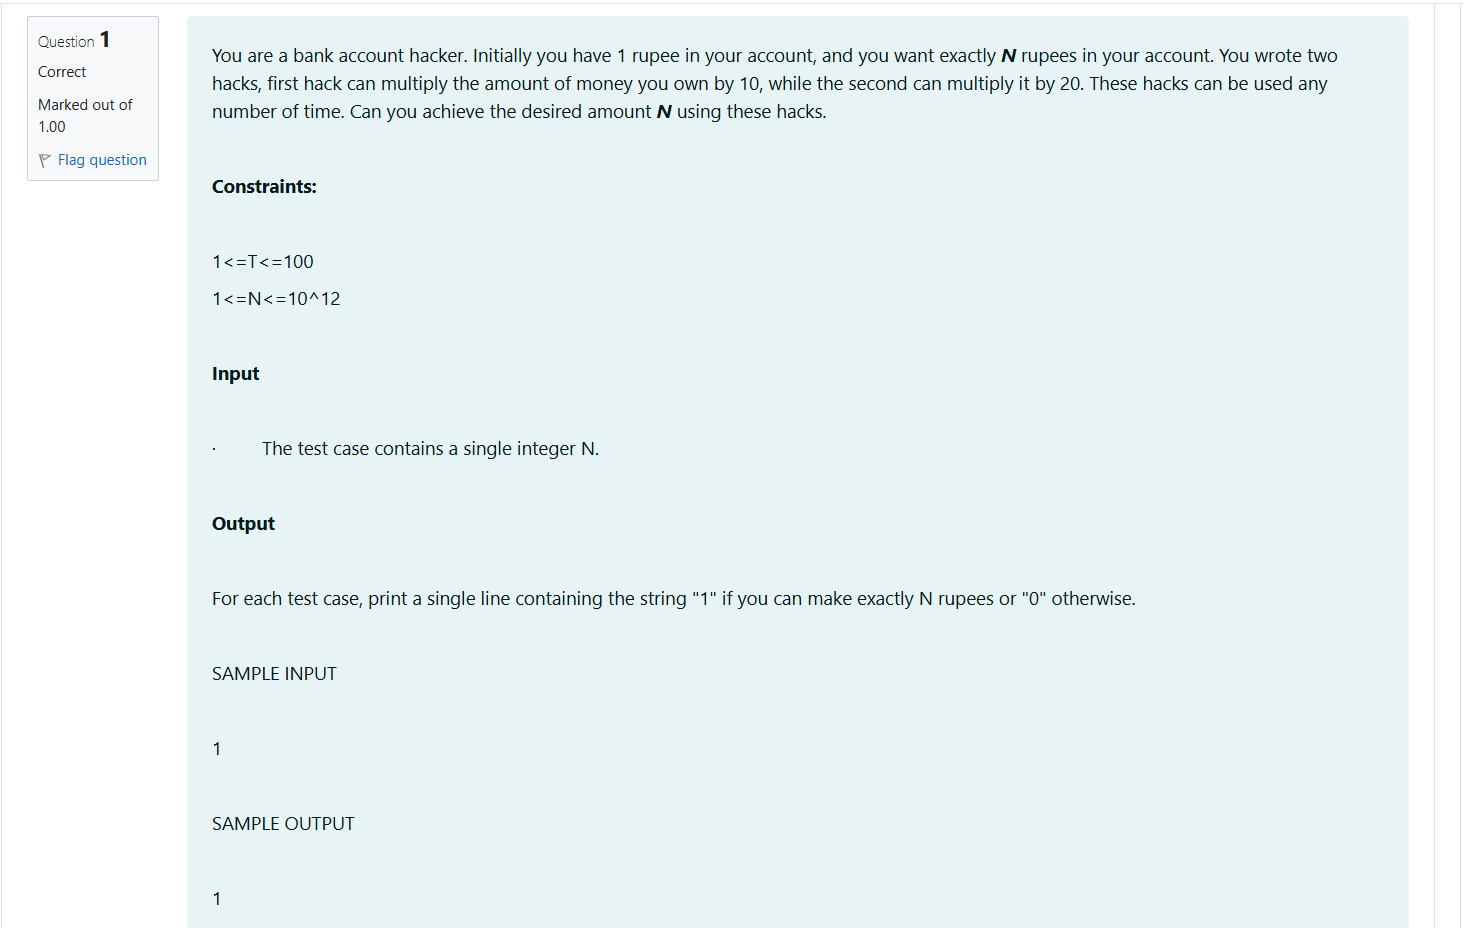 Question 1
Correct
Marked out of
1.00
Flag question
You are a bank account hacker. Initially you have 1 rupee in your account, and you want exactly N rupees in your account. You wrote two
hacks, first hack can multiply the amount of money you own by 10, while the second can multiply it by 20. These hacks can be used any
number of time. Can you achieve the desired amount N using these hacks.
Constraints:
1<=T<=100
1<=N<=10^12
Input
· The test case contains a single integer N.
Output
For each test case, print a single line containing the string "1" if you can make exactly N rupees or "0" otherwise.
SAMPLE INPUT
1
SAMPLE OUTPUT
1